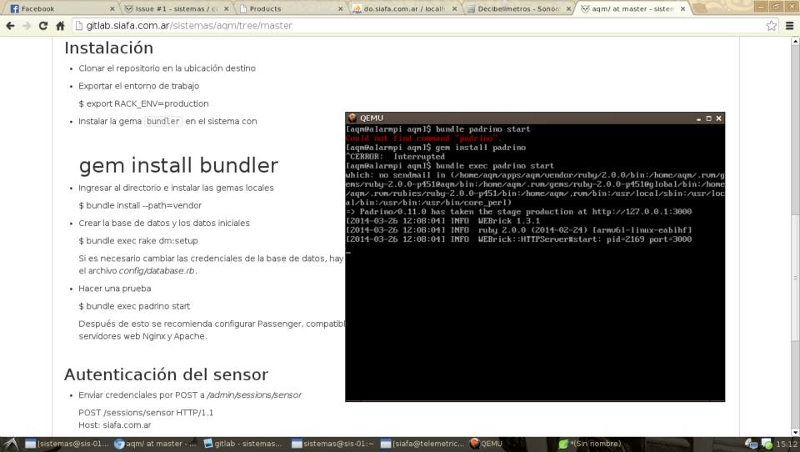 Facebook
Issue #1 - sistemas / c
Products
do.siafa.com.ar / localh
Decibelímetros - Sonóm
aqm/ at master - sistem
gitlab.siafa.com.ar/sistemas/aqm/tree/master
Instalación
Clonar el repositorio en la ubicación destino
Exportar el entorno de trabajo
$ export RACK_ENV=production
Instalar la gema bundler en el sistema con
gem install bundler
Ingresar al directorio e instalar las gemas locales
$ bundle install --path=vendor
Crear la base de datos y los datos iniciales
$ bundle exec rake dm:setup
Si es necesario cambiar las credenciales de la base de datos, hay
el archivo config/database.rb.
Hacer una prueba
$ bundle exec padrino start
Después de esto se recomienda configurar Passenger, compatibl
servidores web Nginx y Apache.
Autenticación del sensor
Enviar credenciales por POST a /admin/sessions/sensor
POST /sessions/sensor HTTP/1.1
Host: siafa.com.ar
QEMU
[aqm@alarmpi aqm]$ bundle padrino start
Could not find command "padrino".
[aqm@alarmpi aqm]$ gem install padrino
^CERROR:  Interrupted
[aqm@alarmpi aqm]$ bundle exec padrino start
which: no sendmail in (/home/aqm/apps/aqm/vendor/ruby/2.0.0/bin:/home/aqm/.rvm/g
ems/ruby-2.0.0-p451@aqm/bin:/home/aqm/.rvm/gems/ruby-2.0.0-p451@global/bin:/home
/aqm/.rvm/rubies/ruby-2.0.0-p451/bin:/home/aqm/.rvm/bin:/usr/local/sbin:/usr/loc
al/bin:/usr/bin:/usr/bin/core_perl)
=> Padrino/0.11.0 has taken the stage production at http://127.0.0.1:3000
[2014-03-26 12:08:04] INFO  WEBrick 1.3.1
[2014-03-26 12:08:04] INFO  ruby 2.0.0 (2014-02-24) [armv6l-linux-eabihf]
[2014-03-26 12:08:04] INFO  WEBrick::HTTPServer#start: pid=2169 port=3000
[sistemas@sis-01...
aqm/ at master - ...
gitlab - sistemas...
sistemas@sis-01:~
[siafa@telemetric...
QEMU
*(Sin nombre)
15:12